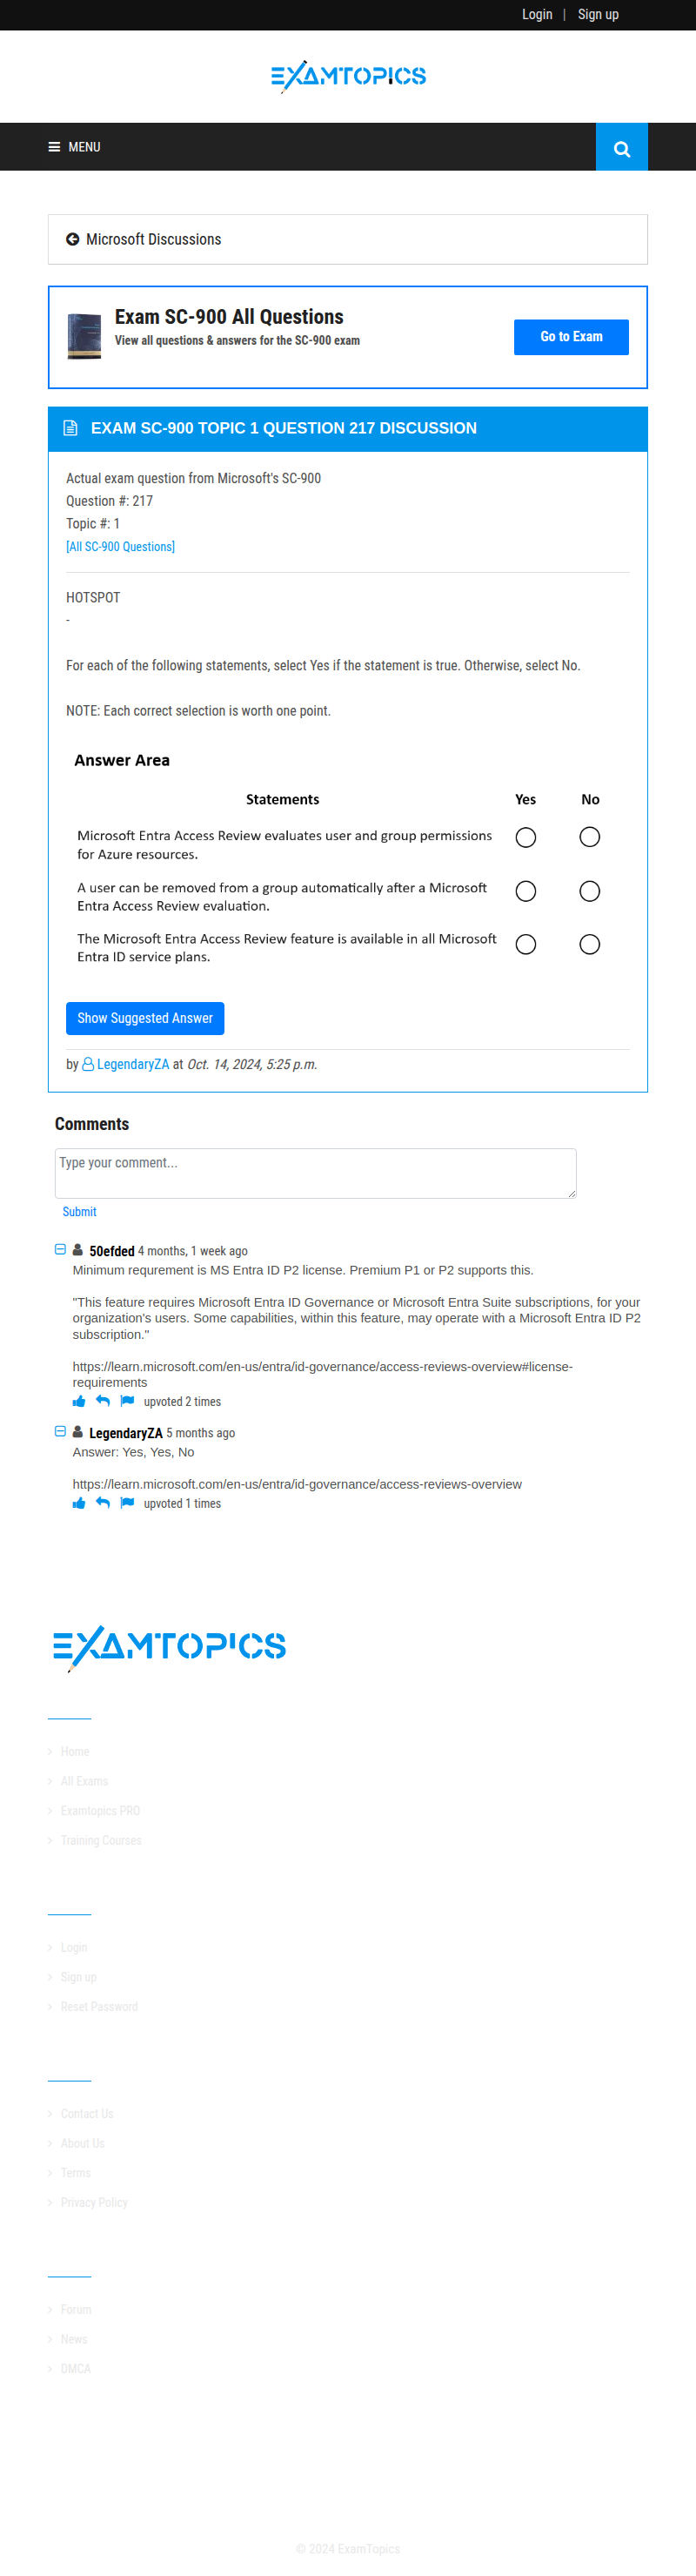 Login | Sign up
EXAMTOPICS
MENU
Microsoft Discussions
Exam SC-900 All Questions
View all questions & answers for the SC-900 exam
Go to Exam
EXAM SC-900 TOPIC 1 QUESTION 217 DISCUSSION
Actual exam question from Microsoft's SC-900
Question #: 217
Topic #: 1
[All SC-900 Questions]
HOTSPOT
-
For each of the following statements, select Yes if the statement is true. Otherwise, select No.
NOTE: Each correct selection is worth one point.
Answer Area
Statements Yes No
Microsoft Entra Access Review evaluates user and group permissions
for Azure resources.
A user can be removed from a group automatically after a Microsoft
Entra Access Review evaluation.
The Microsoft Entra Access Review feature is available in all Microsoft
Entra ID service plans.
Show Suggested Answer
by LegendaryZA at Oct. 14, 2024, 5:25 p.m.
Comments
Type your comment...
Submit
50efded 4 months, 1 week ago
Minimum requrement is MS Entra ID P2 license. Premium P1 or P2 supports this.
"This feature requires Microsoft Entra ID Governance or Microsoft Entra Suite subscriptions, for your
organization's users. Some capabilities, within this feature, may operate with a Microsoft Entra ID P2
subscription."
https://learn.microsoft.com/en-us/entra/id-governance/access-reviews-overview#license-
requirements
upvoted 2 times
LegendaryZA 5 months ago
Answer: Yes, Yes, No
https://learn.microsoft.com/en-us/entra/id-governance/access-reviews-overview
upvoted 1 times
EXAMTOPICS
Home
All Exams
Examtopics PRO
Training Courses
Login
Sign up
Reset Password
Contact Us
About Us
Terms
Privacy Policy
Forum
News
DMCA
© 2024 ExamTopics